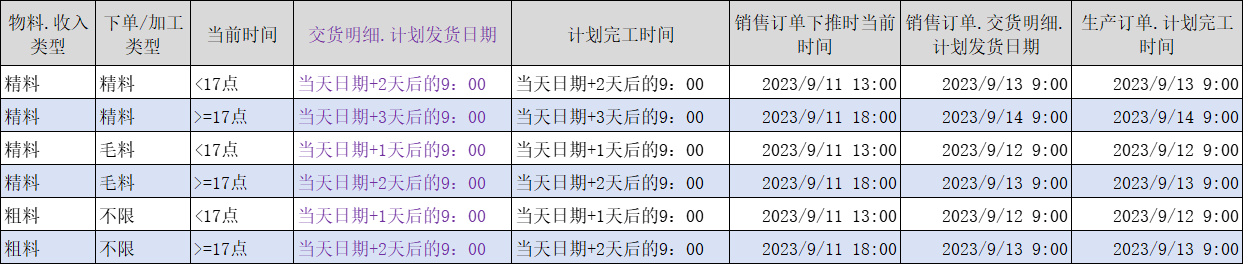 物料.收入类型 下单/加工类型 当前时间 交货明细.计划发货日期 计划完工时间 销售订单下推时当前时间 销售订单.交货明细.计划发货日期 生产订单.计划完工时间
精料 精料 <17点 当天日期+2天后的9：00 当天日期+2天后的9：00 2023/9/11 13:00 2023/9/13 9:00 2023/9/13 9:00
精料 精料 >=17点 当天日期+3天后的9：00 当天日期+3天后的9：00 2023/9/11 18:00 2023/9/14 9:00 2023/9/14 9:00
精料 毛料 <17点 当天日期+1天后的9：00 当天日期+1天后的9：00 2023/9/11 13:00 2023/9/12 9:00 2023/9/12 9:00
精料 毛料 >=17点 当天日期+2天后的9：00 当天日期+2天后的9：00 2023/9/11 18:00 2023/9/13 9:00 2023/9/13 9:00
粗料 不限 <17点 当天日期+1天后的9：00 当天日期+1天后的9：00 2023/9/11 13:00 2023/9/12 9:00 2023/9/12 9:00
粗料 不限 >=17点 当天日期+2天后的9：00 当天日期+2天后的9：00 2023/9/11 18:00 2023/9/13 9:00 2023/9/13 9:00